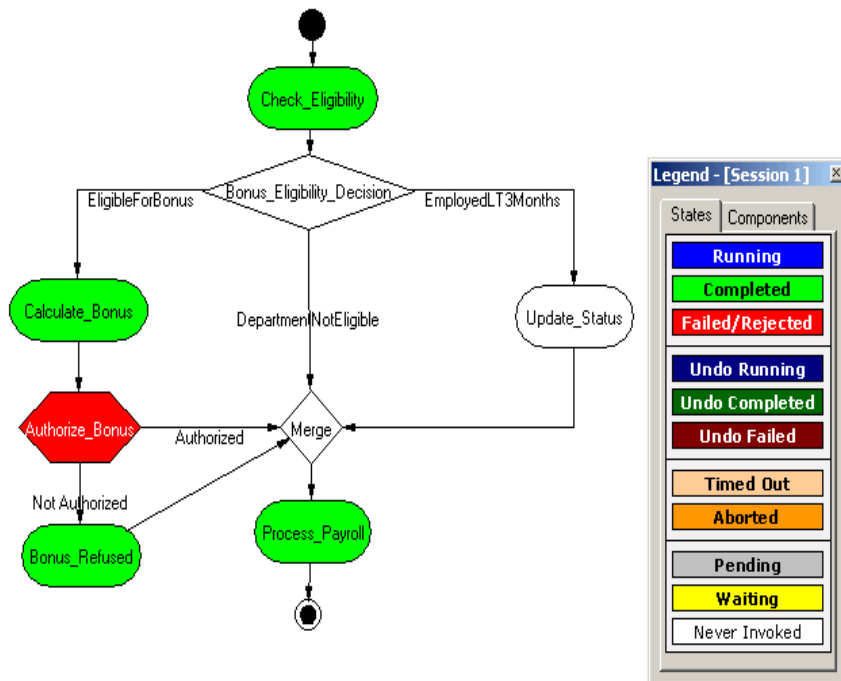 Check_Eligibility
Bonus_Eligibility_Decision
EligibleForBonus
EmployedLT3Months
Calculate_Bonus
DepartmentNotEligible
Update_Status
Authorize_Bonus
Authorized
Merge
Not Authorized
Bonus_Refused
Process_Payroll
Legend - [Session 1]
States
Components
Running
Completed
Failed/Rejected
Undo Running
Undo Completed
Undo Failed
Timed Out
Aborted
Pending
Waiting
Never Invoked